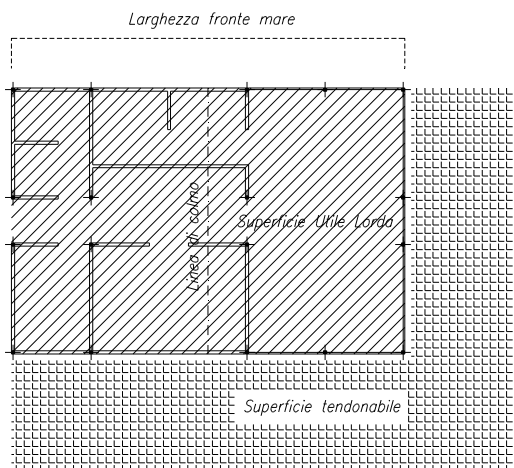 Larghezza fronte mare
Linea di colmo
Superficie Utile Lorda
Superficie tendonabile